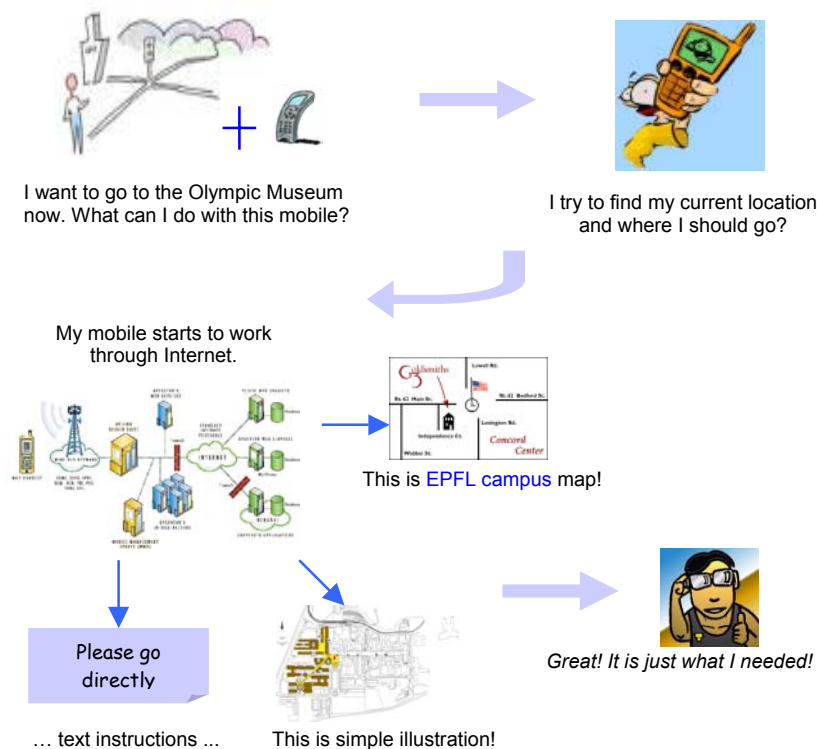 I want to go to the Olympic Museum
now. What can I do with this mobile?
I try to find my current location
and where I should go?
My mobile starts to work
through Internet.
INTERNET
Goldsmiths
Lowell Rd.
Rt. 62 Main St.
Rt. 62 Bedford St.
Lexington Rd.
Independence Ct.
Concord
Center
Walden St.
This is EPFL campus map!
Please go
directly
Great! It is just what I needed!
… text instructions ...
This is simple illustration!